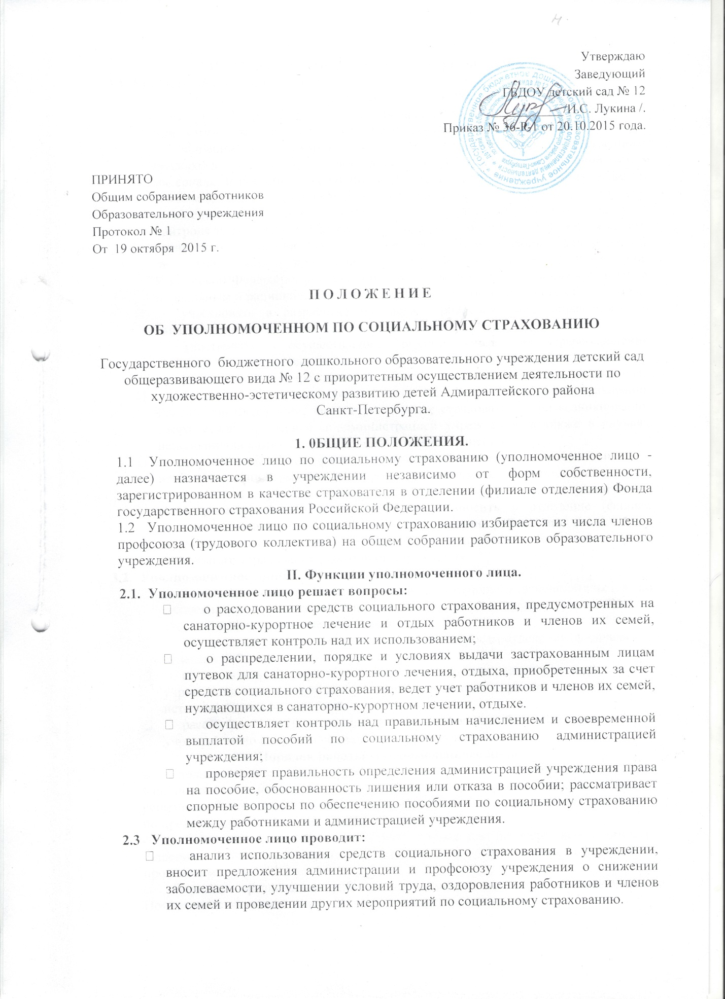 Утверждаю
Заведующий
ГБДОУ детский сад № 12
/И.С. Лукина /.
Приказ № 36-Р-1 от 20.10.2015 года.
ПРИНЯТО
Общим собранием работников
Образовательного учреждения
Протокол № 1
От 19 октября 2015 г.
П О Л О Ж Е Н И Е
ОБ УПОЛНОМОЧЕННОМ ПО СОЦИАЛЬНОМУ СТРАХОВАНИЮ
Государственного бюджетного дошкольного образовательного учреждения детский сад
общеразвивающего вида № 12 с приоритетным осуществлением деятельности по
художественно-эстетическому развитию детей Адмиралтейского района
Санкт-Петербурга.
1. 0БЩИЕ ПОЛОЖЕНИЯ.
1.1 Уполномоченное лицо по социальному страхованию (уполномоченное лицо -
далее) назначается в учреждении независимо от форм собственности,
зарегистрированном в качестве страхователя в отделении (филиале отделения) Фонда
государственного страхования Российской Федерации.
1.2 Уполномоченное лицо по социальному страхованию избирается из числа членов
профсоюза (трудового коллектива) на общем собрании работников образовательного
учреждения.
II. Функции уполномоченного лица.
2.1. Уполномоченное лицо решает вопросы:
о расходовании средств социального страхования, предусмотренных на
санаторно-курортное лечение и отдых работников и членов их семей,
осуществляет контроль над их использованием;
о распределении, порядке и условиях выдачи застрахованным лицам
путевок для санаторно-курортного лечения, отдыха, приобретенных за счет
средств социального страхования, ведет учет работников и членов их семей,
нуждающихся в санаторно-курортном лечении, отдыхе.
осуществляет контроль над правильным начислением и своевременной
выплатой пособий по социальному страхованию администрацией
учреждения;
проверяет правильность определения администрацией учреждения права
на пособие, обоснованность лишения или отказа в пособии; рассматривает
спорные вопросы по обеспечению пособиями по социальному страхованию
между работниками и администрацией учреждения.
2.3 Уполномоченное лицо проводит:
анализ использования средств социального страхования в учреждении,
вносит предложения администрации и профсоюзу учреждения о снижении
заболеваемости, улучшении условий труда, оздоровления работников и членов
их семей и проведении других мероприятий по социальному страхованию.